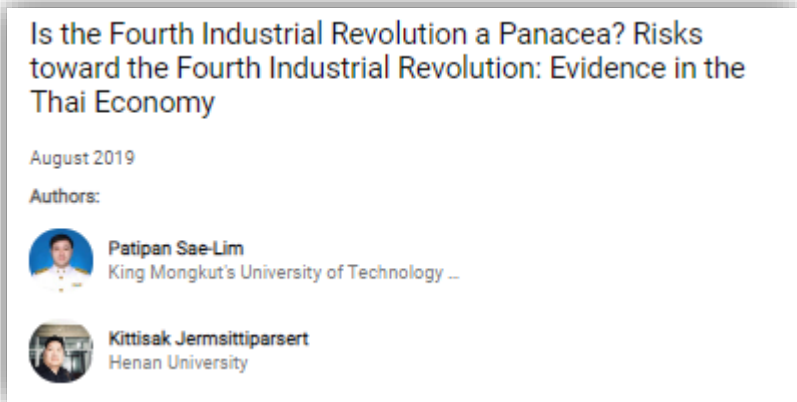 Is the Fourth Industrial Revolution a Panacea? Risks
toward the Fourth Industrial Revolution: Evidence in the
Thai Economy
August 2019
Authors:
Patipan Sae-Lim
King Mongkut's University of Technology ...
Kittisak Jermsittiparsert
Henan University